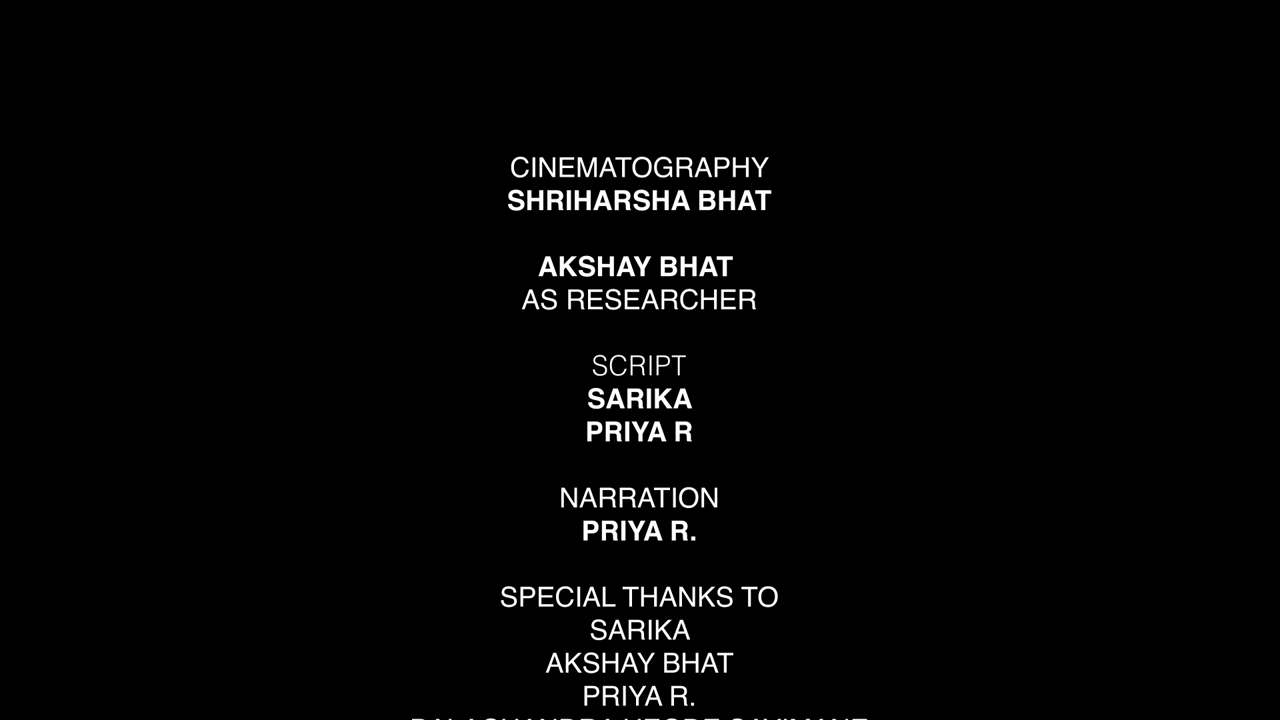 CINEMATOGRAPHY
SHRIHARSHA BHAT
AKSHAY BHAT
AS RESEARCHER
SCRIPT
SARIKA
PRIYA R
NARRATION
PRIYA R.
SPECIAL THANKS TO
SARIKA
AKSHAY BHAT
PRIYA R.